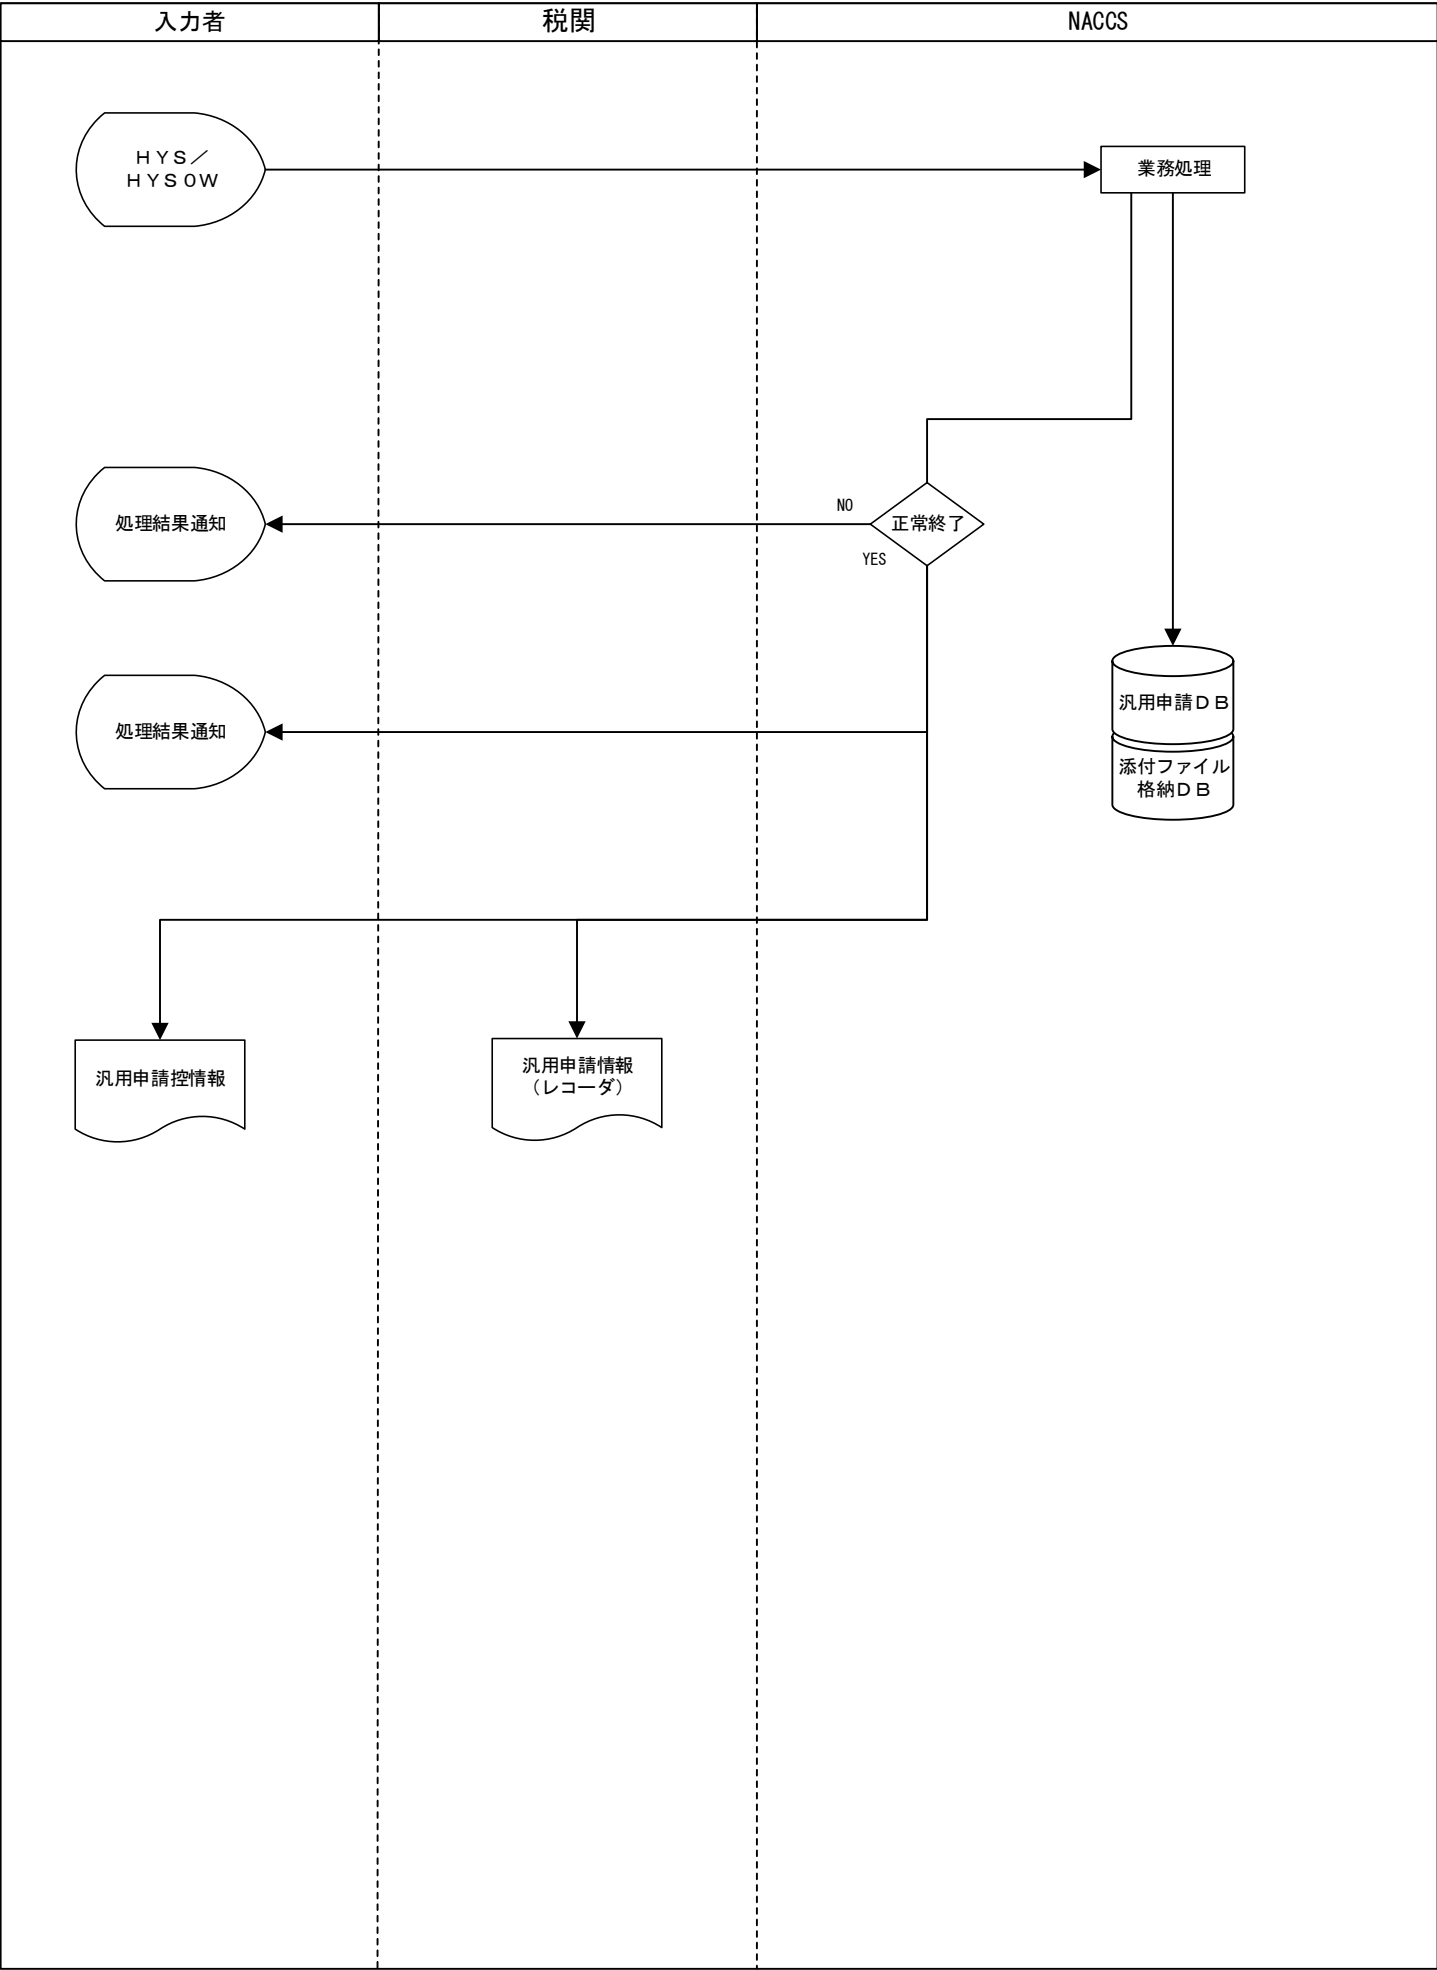 入力者
税関
NACCS
ＨＹＳ／
ＨＹＳ０Ｗ
業務処理
処理結果通知
NO
正常終了
YES
処理結果通知
汎用申請ＤＢ
添付ファイル
格納ＤＢ
汎用申請控情報
汎用申請情報
（レコーダ）